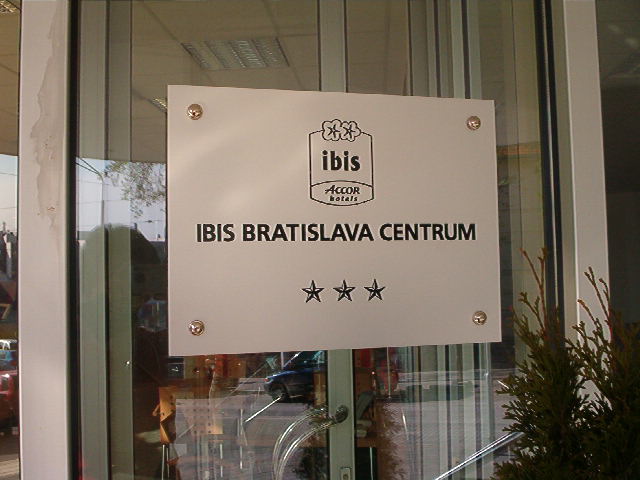 ibis
ACCOR
hotels
IBIS BRATISLAVA CENTRUM